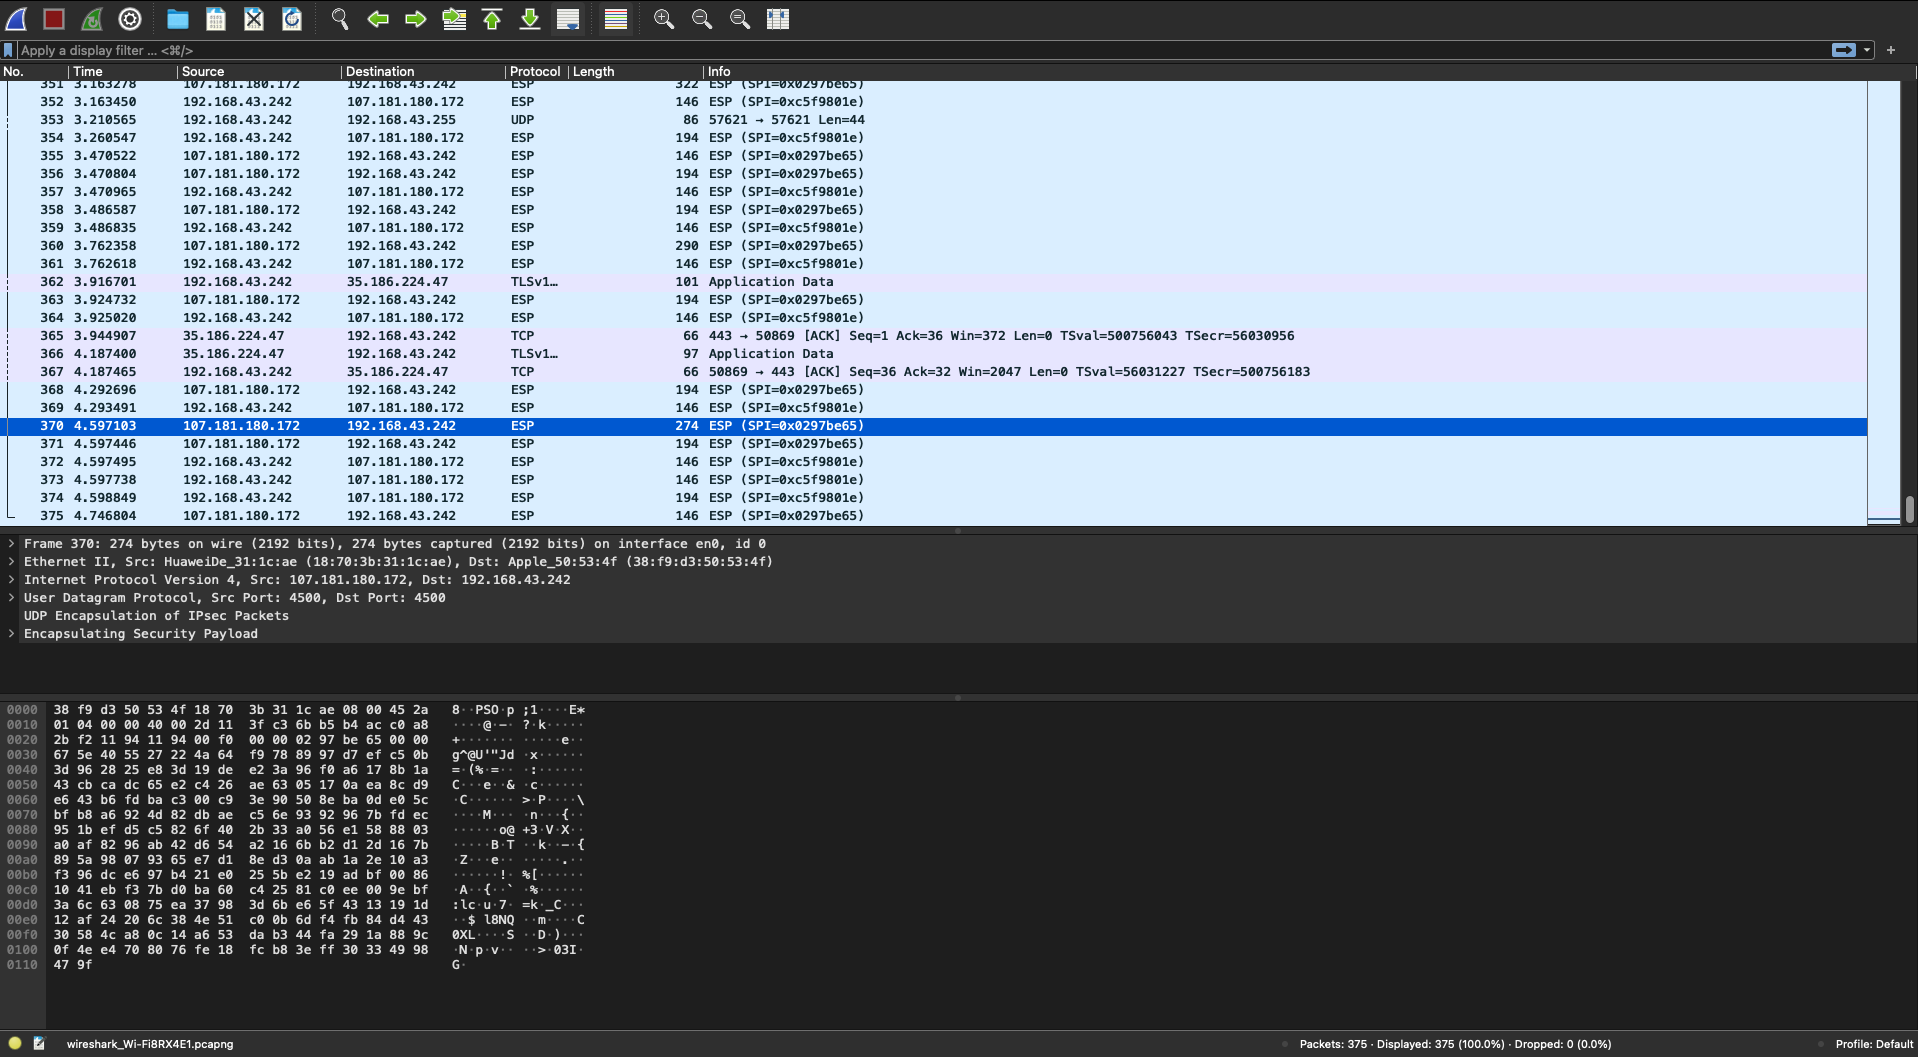 Apply a display filter ... <⌘/>
No. Time Source Destination Protocol Length Info
351 3.163278 107.181.180.172 192.168.43.242 ESP 322 ESP (SPI=0x0297be65)
352 3.163450 192.168.43.242 107.181.180.172 ESP 146 ESP (SPI=0xc5f9801e)
353 3.210565 192.168.43.242 192.168.43.255 UDP 86 57621 → 57621 Len=44
354 3.260547 192.168.43.242 107.181.180.172 ESP 194 ESP (SPI=0xc5f9801e)
355 3.470522 107.181.180.172 192.168.43.242 ESP 146 ESP (SPI=0x0297be65)
356 3.470804 107.181.180.172 192.168.43.242 ESP 194 ESP (SPI=0x0297be65)
357 3.470965 192.168.43.242 107.181.180.172 ESP 146 ESP (SPI=0xc5f9801e)
358 3.486587 107.181.180.172 192.168.43.242 ESP 194 ESP (SPI=0x0297be65)
359 3.486835 192.168.43.242 107.181.180.172 ESP 146 ESP (SPI=0xc5f9801e)
360 3.762358 107.181.180.172 192.168.43.242 ESP 290 ESP (SPI=0x0297be65)
361 3.762618 192.168.43.242 107.181.180.172 ESP 146 ESP (SPI=0xc5f9801e)
362 3.916701 192.168.43.242 35.186.224.47 TLSv1… 101 Application Data
363 3.924732 107.181.180.172 192.168.43.242 ESP 194 ESP (SPI=0x0297be65)
364 3.925020 192.168.43.242 107.181.180.172 ESP 146 ESP (SPI=0xc5f9801e)
365 3.944907 35.186.224.47 192.168.43.242 TCP 66 443 → 50869 [ACK] Seq=1 Ack=36 Win=372 Len=0 TSval=500756043 TSecr=56030956
366 4.187400 35.186.224.47 192.168.43.242 TLSv1… 97 Application Data
367 4.187465 192.168.43.242 35.186.224.47 TCP 66 50869 → 443 [ACK] Seq=36 Ack=32 Win=2047 Len=0 TSval=56031227 TSecr=500756183
368 4.292696 107.181.180.172 192.168.43.242 ESP 194 ESP (SPI=0x0297be65)
369 4.293491 192.168.43.242 107.181.180.172 ESP 146 ESP (SPI=0xc5f9801e)
370 4.597103 107.181.180.172 192.168.43.242 ESP 274 ESP (SPI=0x0297be65)
371 4.597446 107.181.180.172 192.168.43.242 ESP 194 ESP (SPI=0x0297be65)
372 4.597495 192.168.43.242 107.181.180.172 ESP 146 ESP (SPI=0xc5f9801e)
373 4.597738 192.168.43.242 107.181.180.172 ESP 146 ESP (SPI=0xc5f9801e)
374 4.598849 192.168.43.242 107.181.180.172 ESP 194 ESP (SPI=0xc5f9801e)
375 4.746804 107.181.180.172 192.168.43.242 ESP 146 ESP (SPI=0x0297be65)
Frame 370: 274 bytes on wire (2192 bits), 274 bytes captured (2192 bits) on interface en0, id 0
Ethernet II, Src: HuaweiDe_31:1c:ae (18:70:3b:31:1c:ae), Dst: Apple_50:53:4f (38:f9:d3:50:53:4f)
Internet Protocol Version 4, Src: 107.181.180.172, Dst: 192.168.43.242
User Datagram Protocol, Src Port: 4500, Dst Port: 4500
UDP Encapsulation of IPsec Packets
Encapsulating Security Payload
0000 38 f9 d3 50 53 4f 18 70 3b 31 1c ae 08 00 45 2a 8··PSO·p ;1····E*
0010 01 04 00 00 40 00 2d 11 3f c3 6b b5 b4 ac c0 a8 ····@·-· ?·k·····
0020 2b f2 11 94 11 94 00 f0 00 00 02 97 be 65 00 00 +······· ·····e··
0030 67 5e 40 55 27 22 4a 64 f9 78 89 97 d7 ef c5 0b g^@U'"Jd ·x······
0040 3d 96 28 25 e8 3d 19 de e2 3a 96 f0 a6 17 8b 1a =·(%·=·· ·:······
0050 43 cb ca dc 65 e2 c4 26 ae 63 05 17 0a ea 8c d9 C···e··& ·c······
0060 e6 43 b6 fd ba c3 00 c9 3e 90 50 8e ba 0d e0 5c ·C······ >·P····\
0070 bf b8 a6 92 4d 82 db ae c5 6e 93 92 96 7b fd ec ····M··· ·n···{··
0080 95 1b ef d5 c5 82 6f 40 2b 33 a0 56 e1 58 88 03 ······o@ +3·V·X··
0090 a0 af 82 96 ab 42 d6 54 a2 16 6b b2 d1 2d 16 7b ·····B·T ··k··-·{
00a0 89 5a 98 07 93 65 e7 d1 8e d3 0a ab 1a 2e 10 a3 ·Z···e·· ·····.··
00b0 f3 96 dc e6 97 b4 21 e0 25 5b e2 19 ad bf 00 86 ······!· %[······
00c0 10 41 eb f3 7b d0 ba 60 c4 25 81 c0 ee 00 9e bf ·A··{··` ·%······
00d0 3a 6c 63 08 75 ea 37 98 3d 6b e6 5f 43 13 19 1d :lc·u·7· =k·_C···
00e0 12 af 24 20 6c 38 4e 51 c0 0b 6d f4 fb 84 d4 43 ··$ l8NQ ··m····C
00f0 30 58 4c a8 0c 14 a6 53 da b3 44 fa 29 1a 88 9c 0XL····S ··D·)···
0100 0f 4e e4 70 80 76 fe 18 fc b8 3e ff 30 33 49 98 ·N·p·v·· ··>·03I·
0110 47 9f G·
wireshark_Wi-Fi8RX4E1.pcapng Packets: 375 · Displayed: 375 (100.0%) · Dropped: 0 (0.0%) Profile: Default